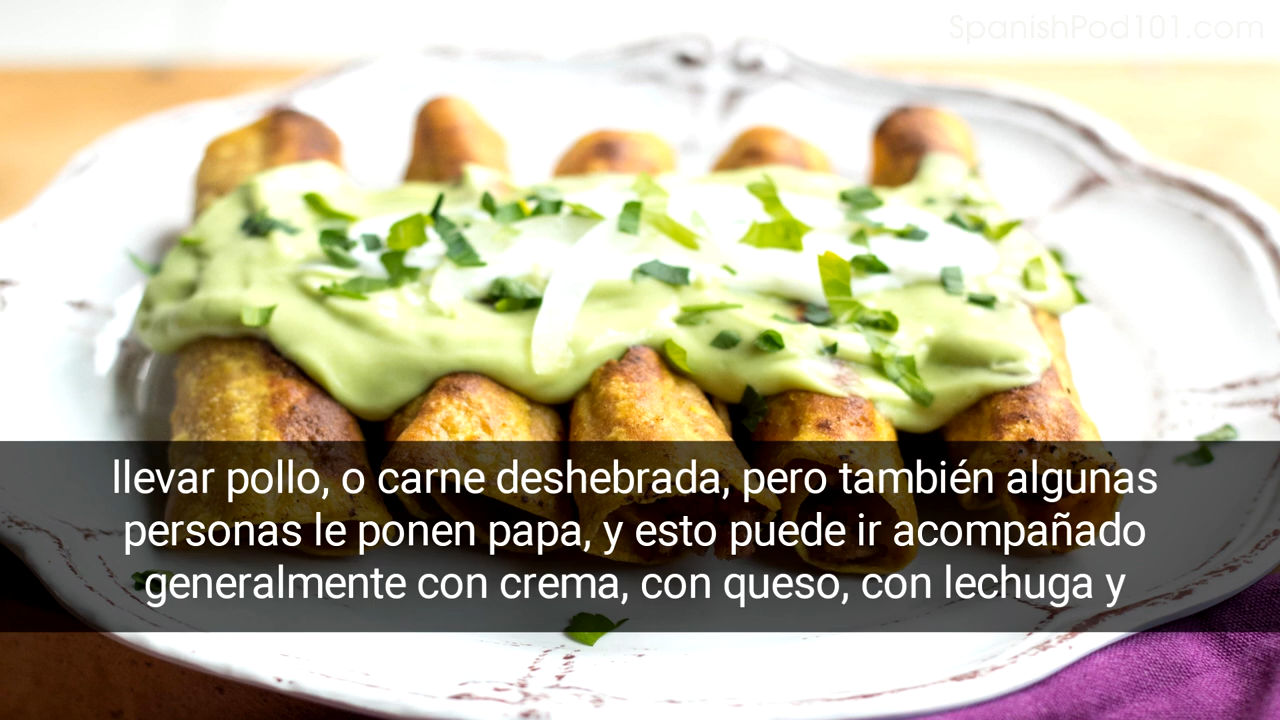 SpanishPod101.com
llevar pollo, o carne deshebrada, pero también algunas
personas le ponen papa, y esto puede ir acompañado
generalmente con crema, con queso, con lechuga y